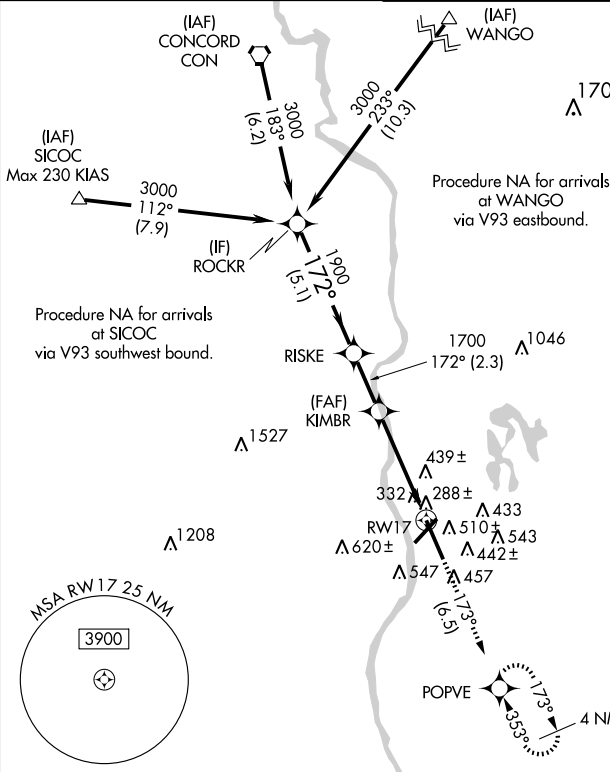 (IAF)
CONCORD
CON
(IAF)
WANGO
3000
183°
(6.2)
3000
233°
(10.3)
170
(IAF)
SICOC
Max 230 KIAS
3000
112°
(7.9)
Procedure NA for arrivals
at WANGO
via V93 eastbound.
(IF)
ROCKR
1900
172°
(5.1)
Procedure NA for arrivals
at SICOC
via V93 southwest bound.
RISKE
1700
172° (2.3)
1046
(FAF)
KIMBR
1527
439±
332
288±
433
RW17
510±
543
1208
620±
442±
547
457
MSA RW17 25 NM
3900
173°
(6.5)
POPVE
173°
353°
4 NM